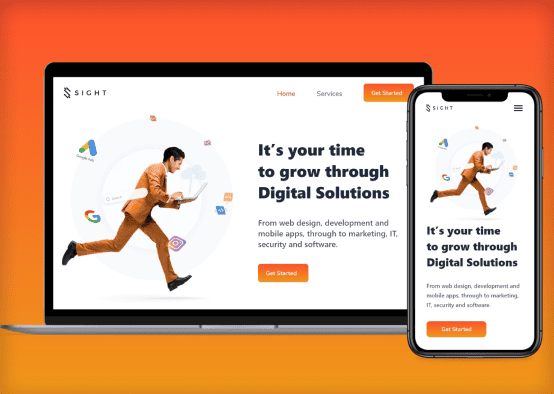 SIGHT
Home
Services
Get Started
Google Ads
It's your time
to grow through
Digital Solutions
From web design, development and
mobile apps, through to marketing, IT,
security and software.
Get Started
SIGHT
It's your time
to grow through
Digital Solutions
From web design, development and
mobile apps, through to marketing,
IT, security and software.
Get Started